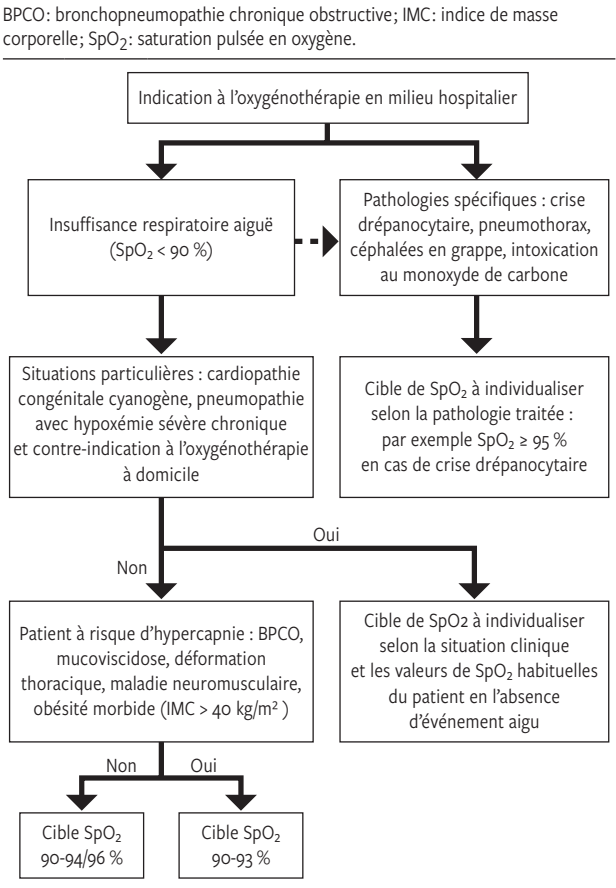 BPCO : bronchopneumopathie chronique obstructive ; IMC : indice de masse
corporelle ; SpO₂ : saturation pulsée en oxygène.
Indication à l’oxygénothérapie en milieu hospitalier
Insuffisance respiratoire aiguë
(SpO₂ < 90 %)
Pathologies spécifiques : crise
drépanocytaire, pneumothorax,
céphalées en grappe, intoxication
au monoxyde de carbone
Situations particulières : cardiopathie
congénitale cyanogène, pneumopathie
avec hypoxémie sévère chronique
et contre-indication à l’oxygénothérapie
à domicile
Cible de SpO₂ à individualiser
selon la pathologie traitée :
par exemple SpO₂ ≥ 95 %
en cas de crise drépanocytaire
Oui
Non
Patient à risque d’hypercapnie : BPCO,
mucoviscidose, déformation
thoracique, maladie neuromusculaire,
obésité morbide (IMC > 40 kg/m² )
Cible de SpO2 à individualiser
selon la situation clinique
et les valeurs de SpO₂ habituelles
du patient en l’absence
d’événement aigu
Non
Oui
Cible SpO₂
90-94/96 %
Cible SpO₂
90-93 %